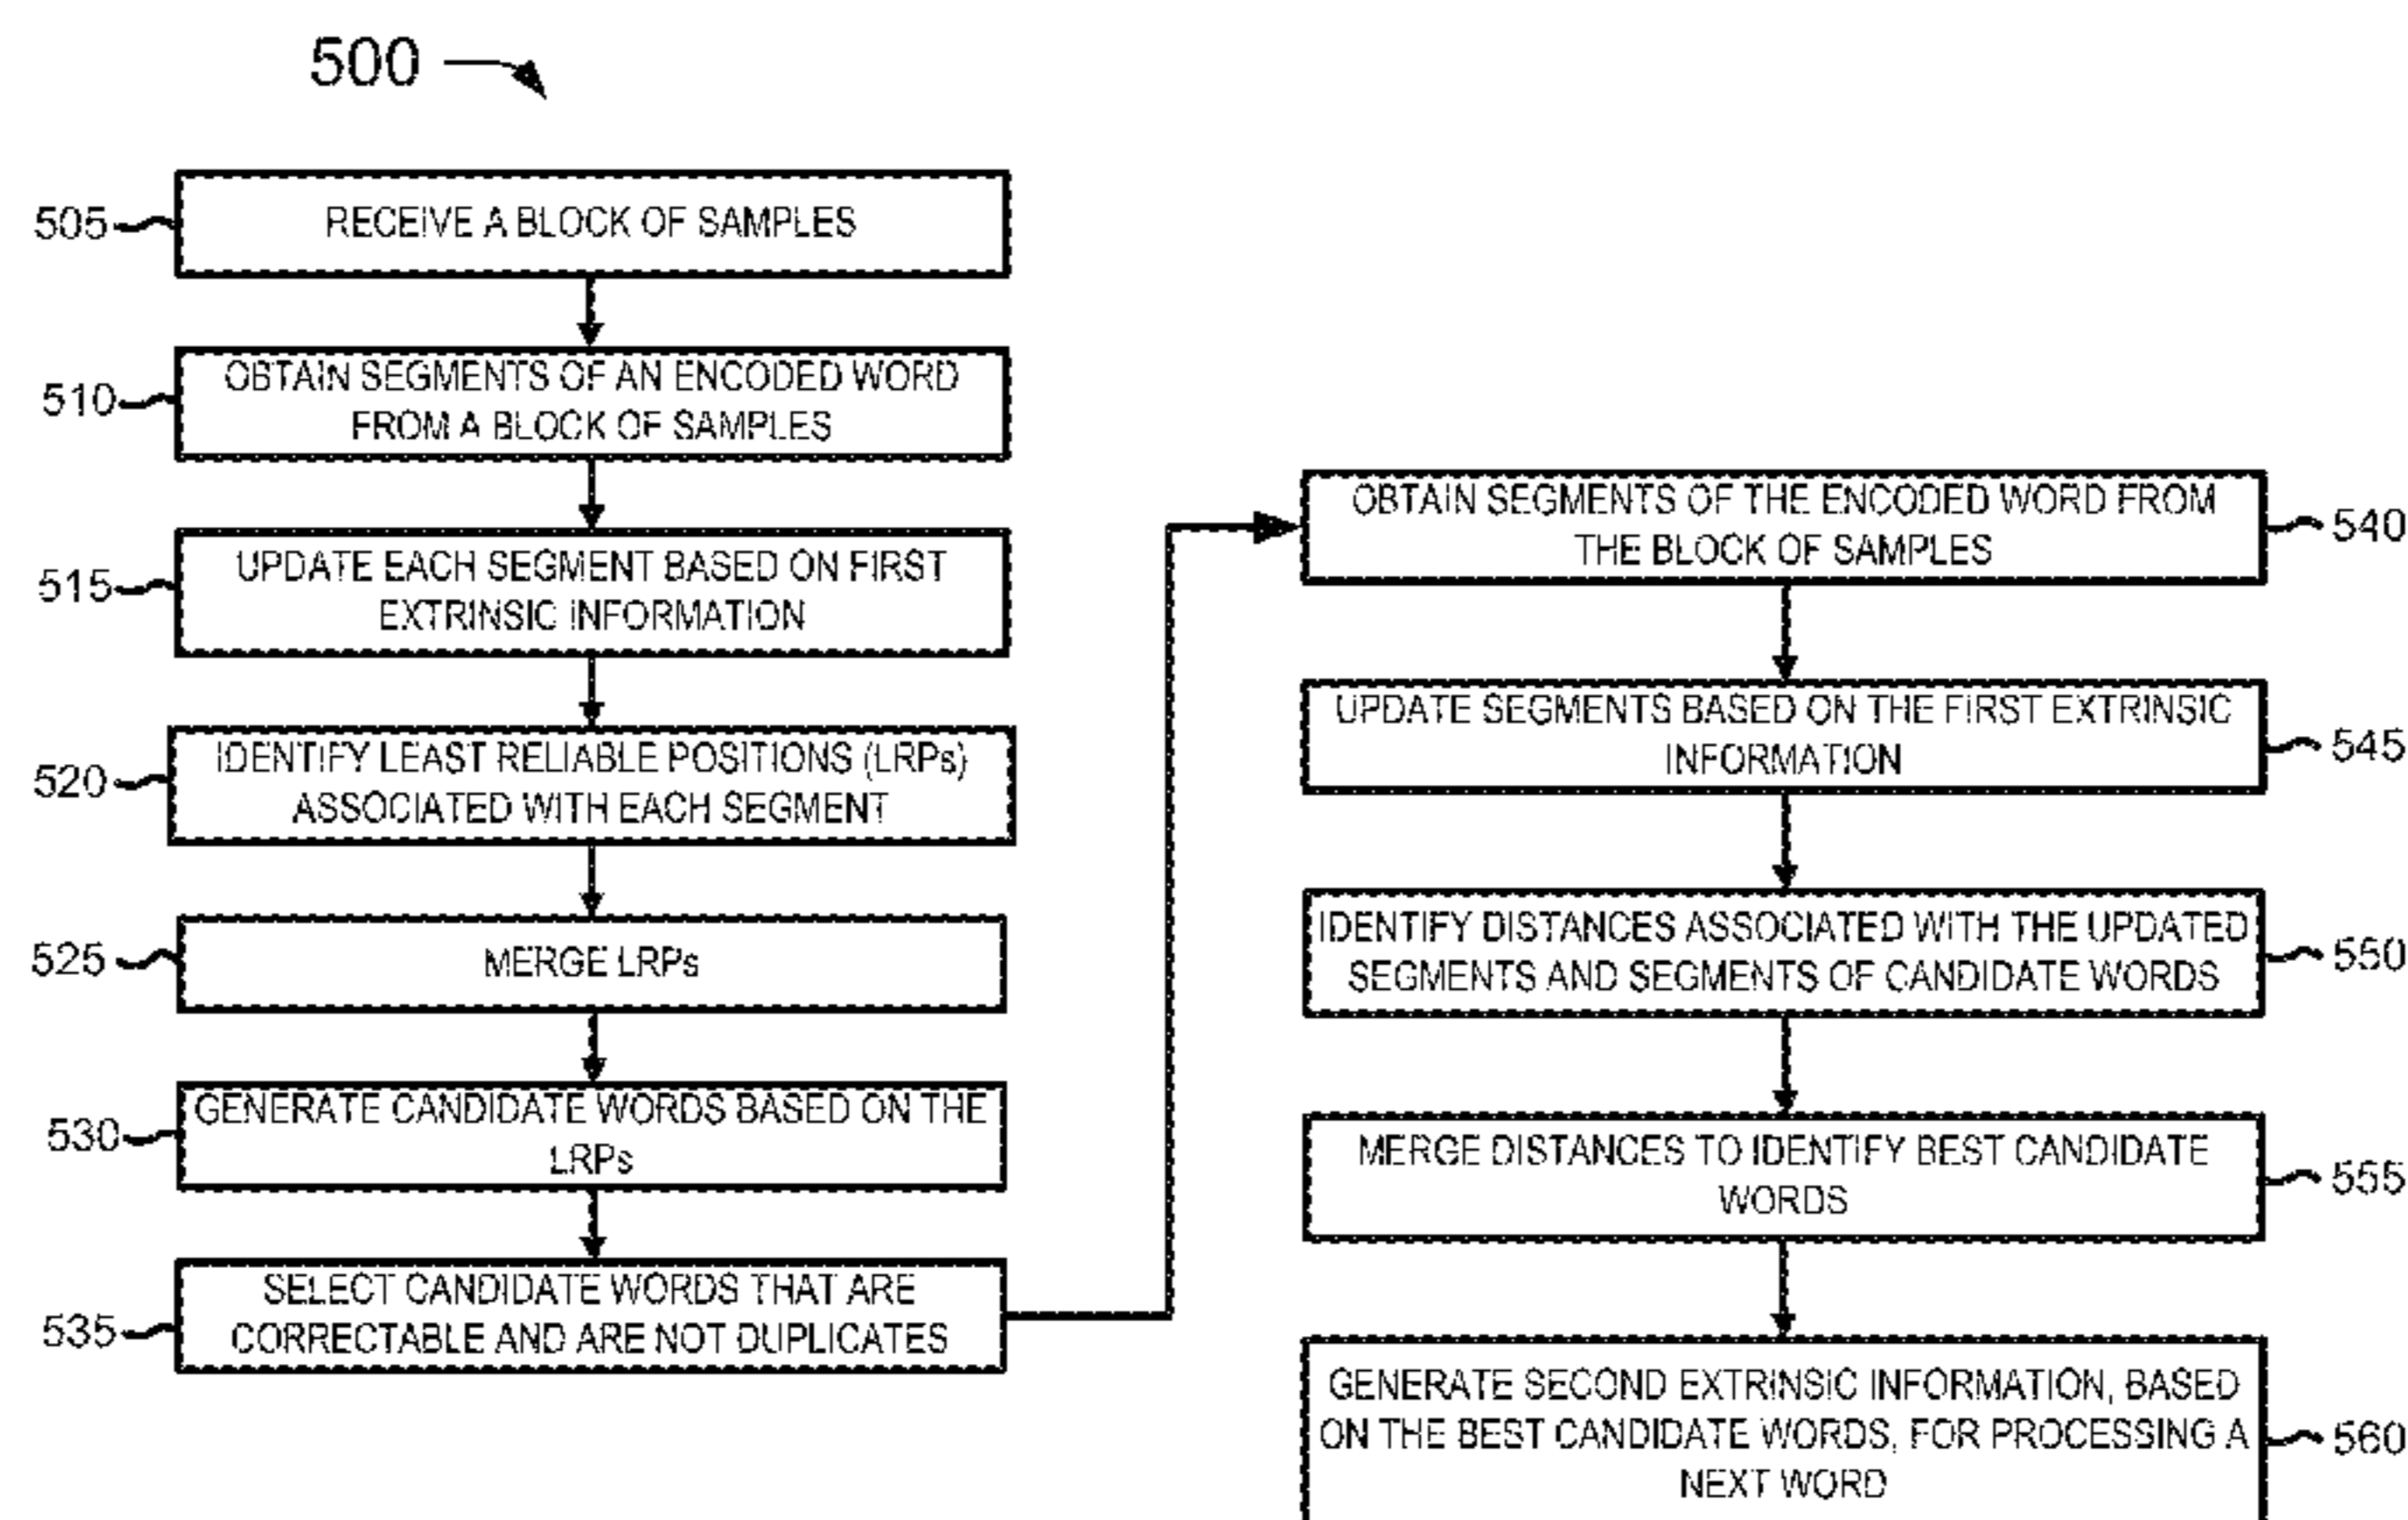 500
505
RECEIVE A BLOCK OF SAMPLES
510
OBTAIN SEGMENTS OF AN ENCODED WORD
FROM A BLOCK OF SAMPLES
515
UPDATE EACH SEGMENT BASED ON FIRST
EXTRINSIC INFORMATION
520
IDENTIFY LEAST RELIABLE POSITIONS (LRPs)
ASSOCIATED WITH EACH SEGMENT
525
MERGE LRPs
530
GENERATE CANDIDATE WORDS BASED ON THE
LRPs
535
SELECT CANDIDATE WORDS THAT ARE
CORRECTABLE AND ARE NOT DUPLICATES
OBTAIN SEGMENTS OF THE ENCODED WORD FROM
THE BLOCK OF SAMPLES
540
UPDATE SEGMENTS BASED ON THE FIRST EXTRINSIC
INFORMATION
545
IDENTIFY DISTANCES ASSOCIATED WITH THE UPDATED
SEGMENTS AND SEGMENTS OF CANDIDATE WORDS
550
MERGE DISTANCES TO IDENTIFY BEST CANDIDATE
WORDS
555
GENERATE SECOND EXTRINSIC INFORMATION, BASED
ON THE BEST CANDIDATE WORDS, FOR PROCESSING A
NEXT WORD
560